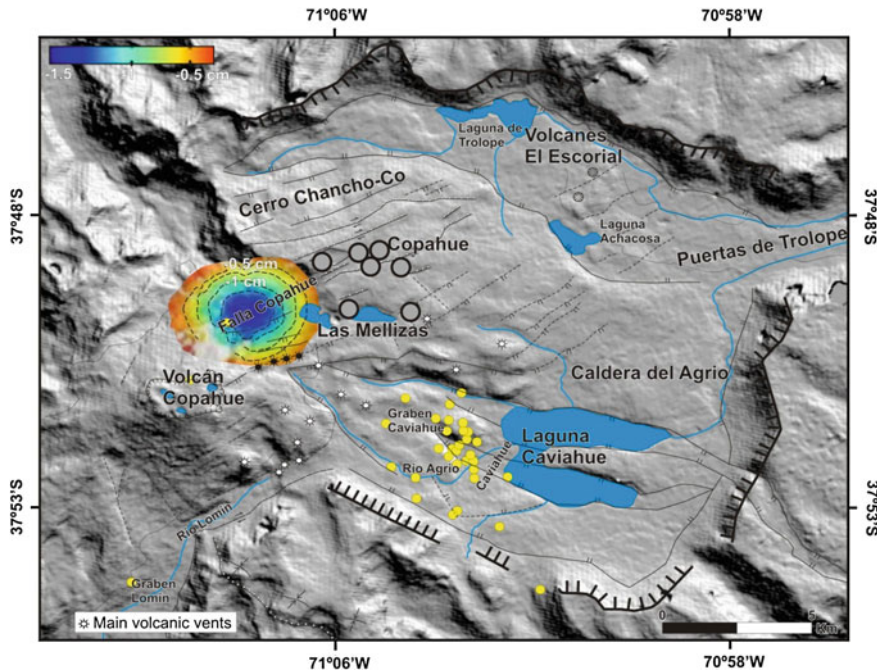 71°06'W
70°58'W
-1.5
-1
-0.5 cm
Laguna de
Trolope
Volcanes
El Escorial
Cerro Chancho-Co
37°48'S
37°48'S
Copahue
Laguna
Achacosa
Puertas de Trolope
-0.5 cm
-1 cm
Falla Copahue
Las Mellizas
Volcán
Copahue
Caldera del Agrio
Graben
Caviahue
Laguna
Caviahue
Caviahue
Rio Agrio
37°53'S
37°53'S
Rio Lomin
Graben
Lomin
Main volcanic vents
0
5
Km
71°06'W
70°58'W